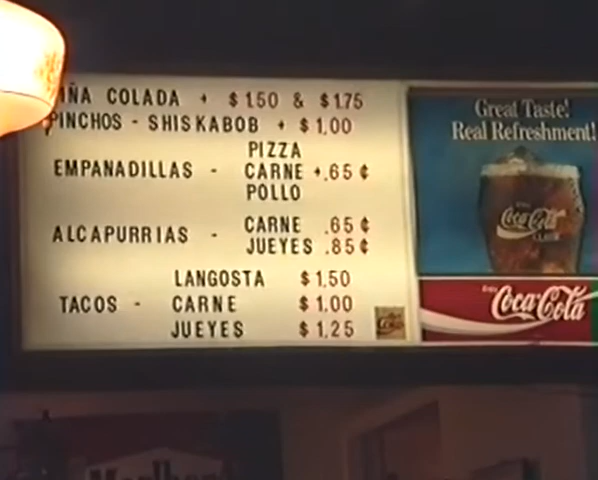 IÑA COLADA + $1.50 & $1.75
PINCHOS - SHISKABOB + $1.00
PIZZA
EMPANADILLAS - CARNE +.65¢
POLLO
ALCAPURRIAS - CARNE .65¢
JUEYES .85¢
LANGOSTA $1.50
TACOS - CARNE $1.00
JUEYES $1.25
Great Taste!
Real Refreshment!
Coca-Cola
Enjoy
Coca-Cola
Marlboro